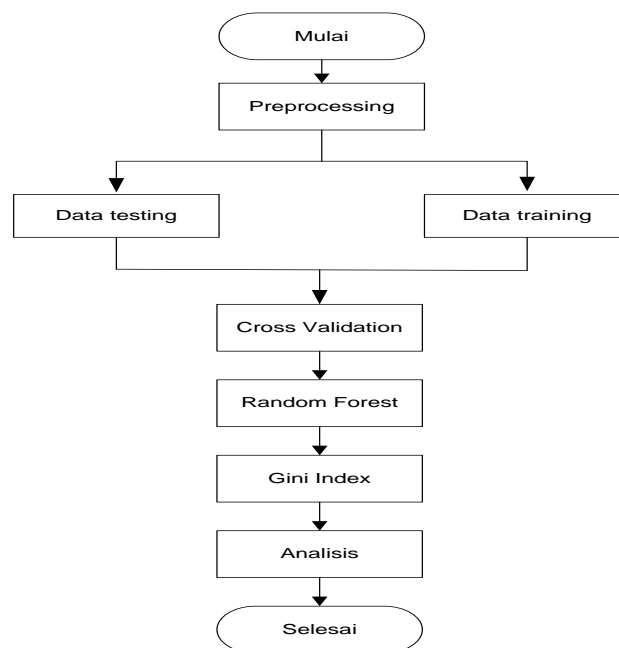 Mulai
Preprocessing
Data testing
Data training
Cross Validation
Random Forest
Gini Index
Analisis
Selesai